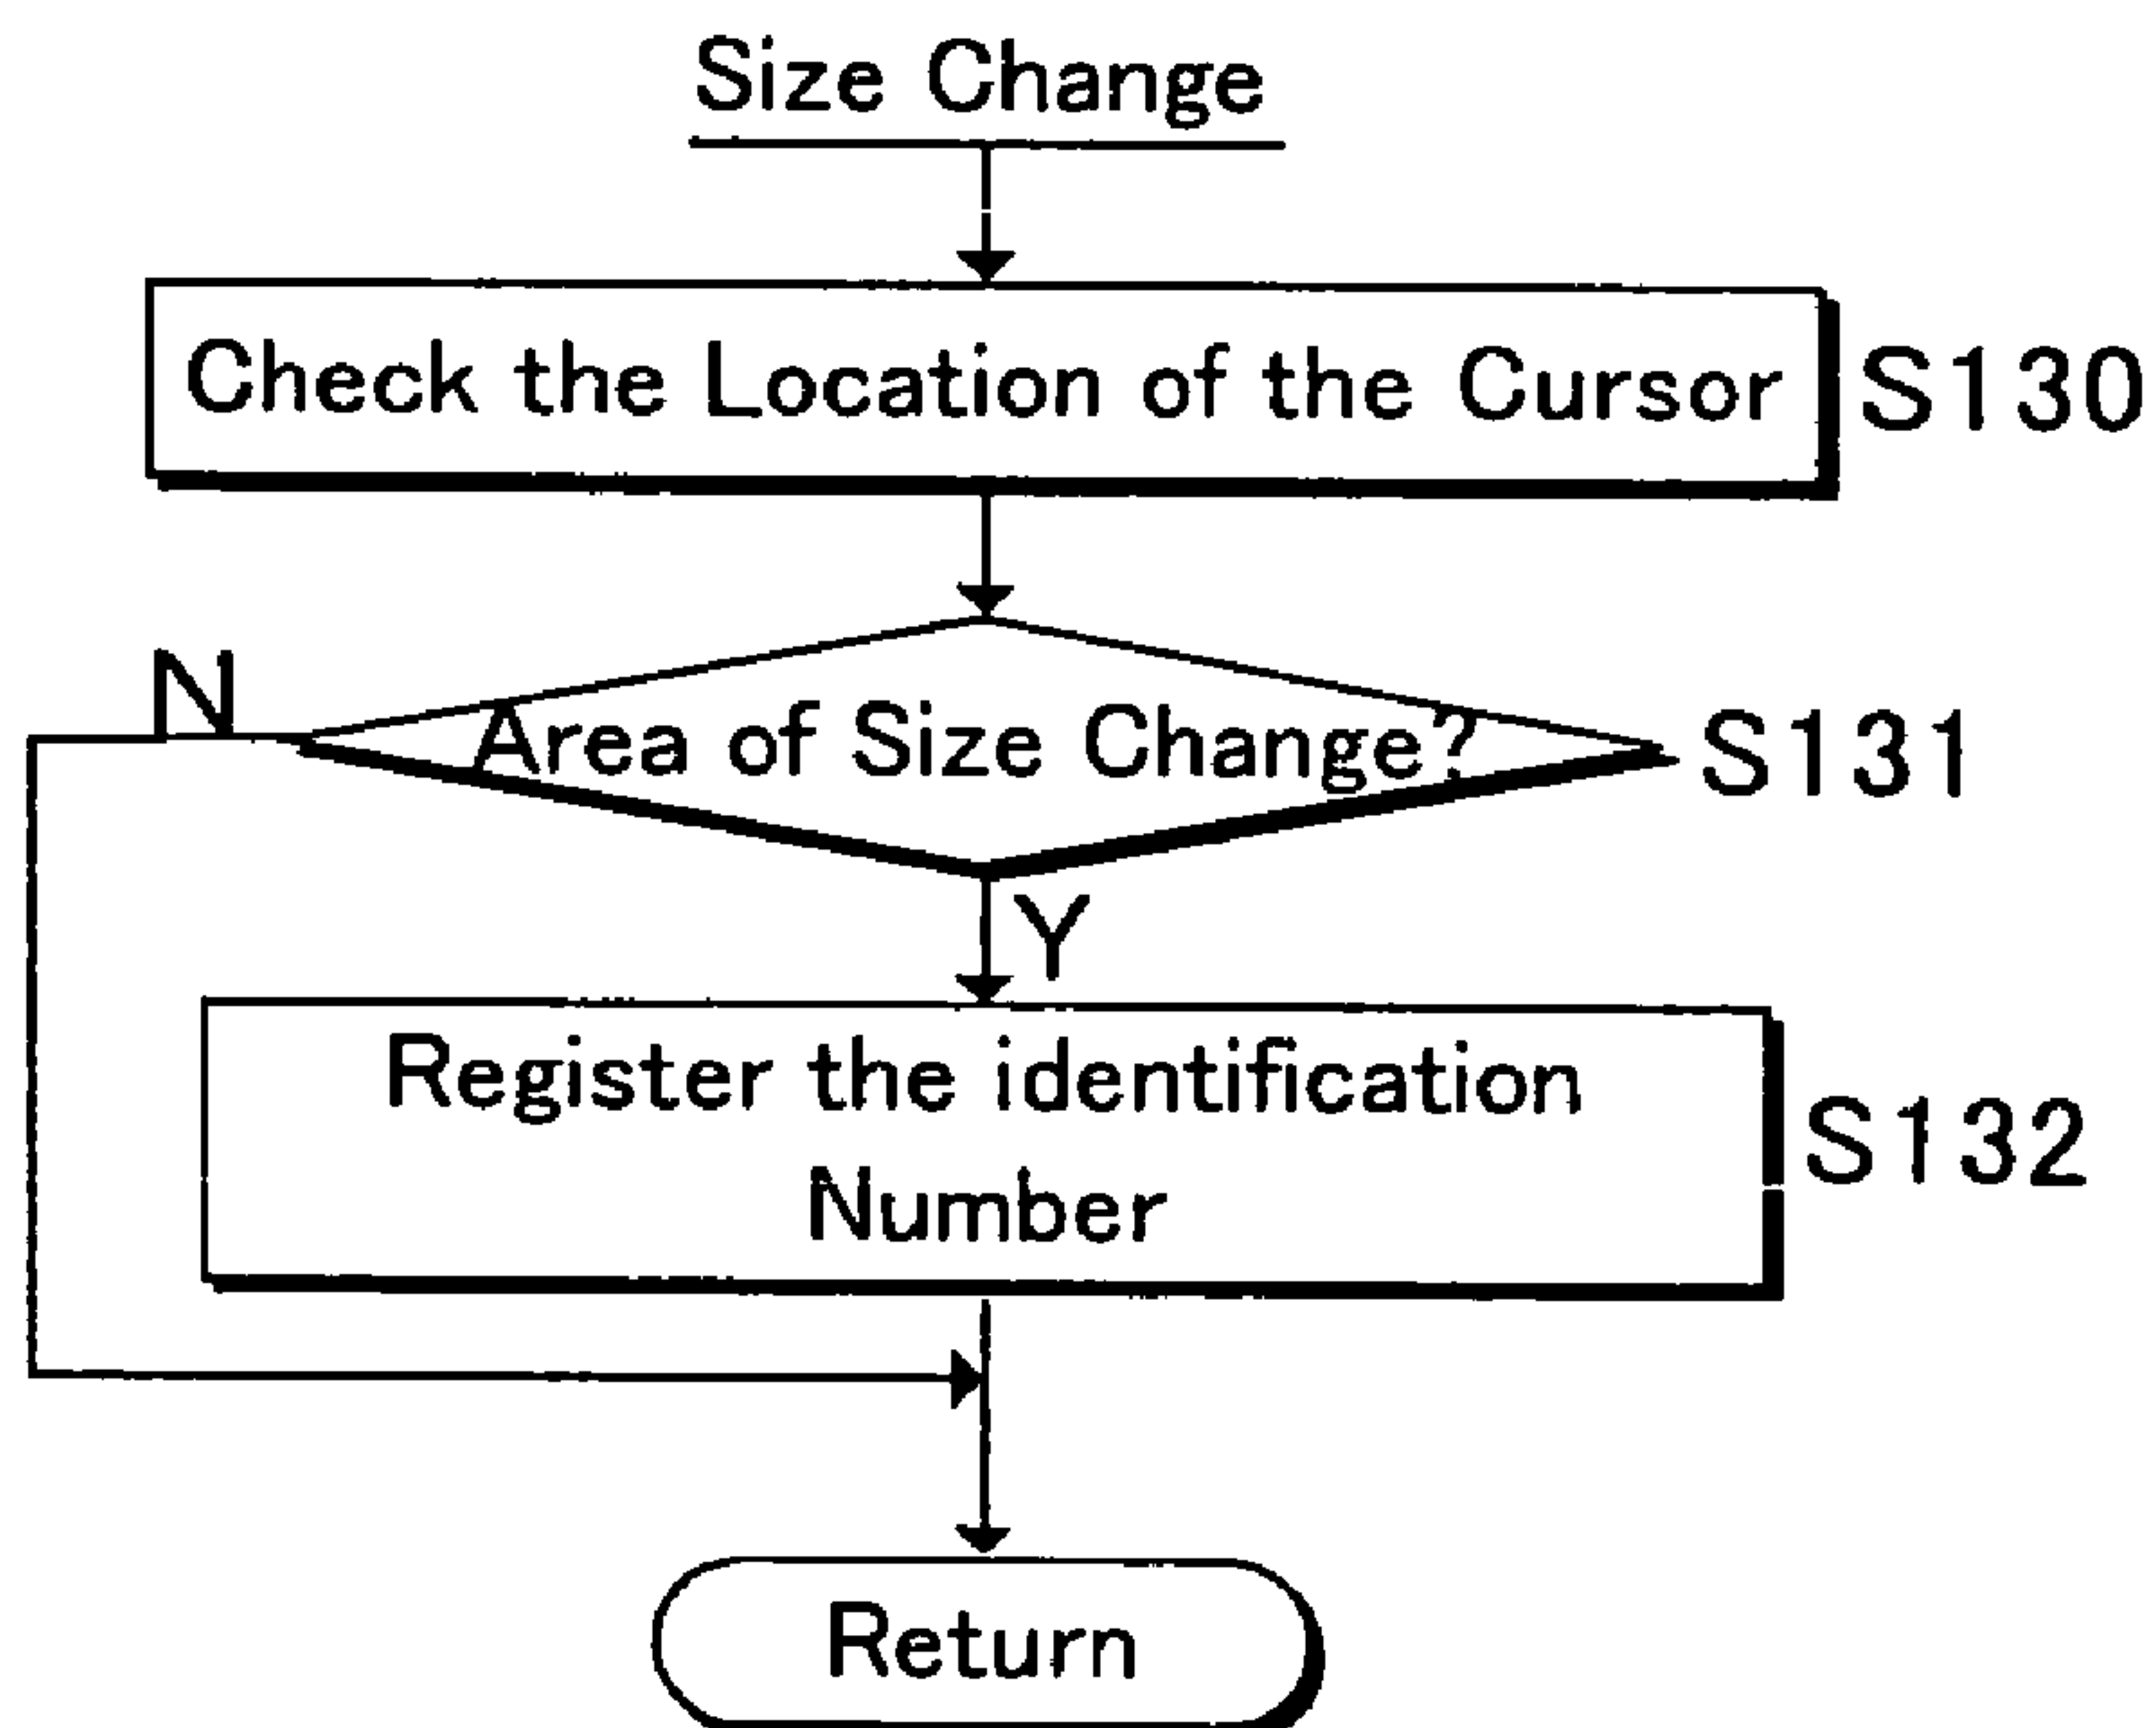 Size Change
Check the Location of the Cursor
S130
N
Area of Size Change?
S131
Y
Register the identification
Number
S132
Return